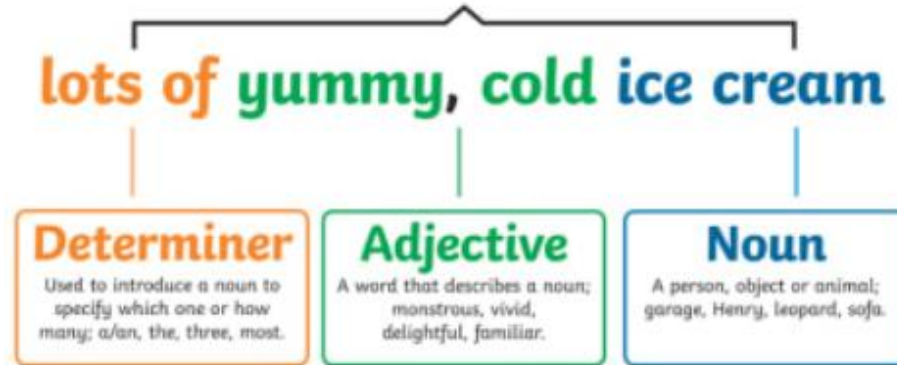 lots of yummy, cold ice cream
Determiner
Used to introduce a noun to
specify which one or how
many; a/an, the, three, most.
Adjective
A word that describes a noun;
monstrous, vivid,
delightful, familiar.
Noun
A person, object or animal;
garage, Henry, leopard, sofa.